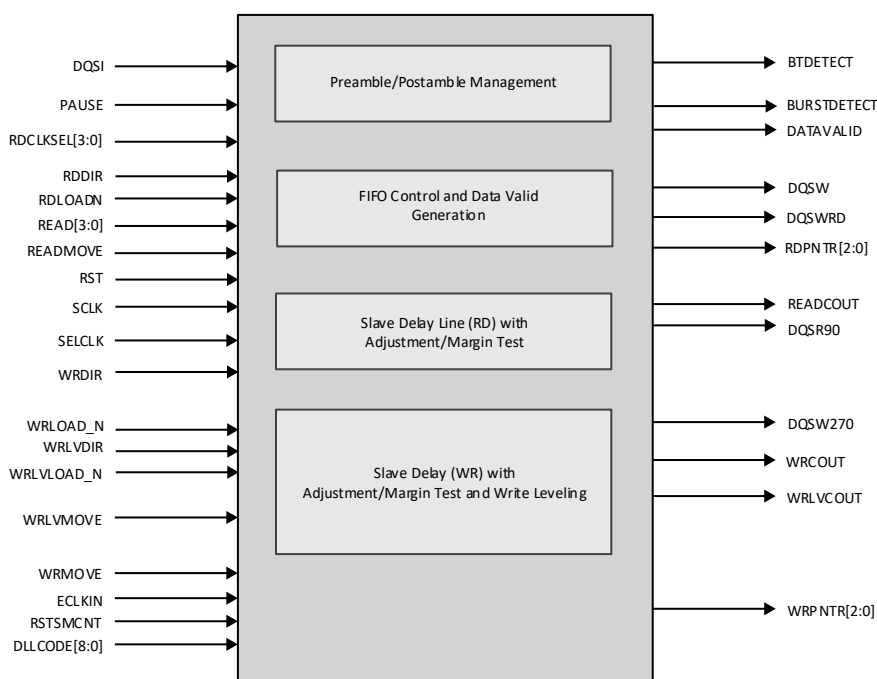 DQSI
PAUSE
RDCLKSEL[3:0]
RDDIR
RDLOADN
READ[3:0]
READMOVE
RST
SCLK
SELCLK
WRDIR
WRLOAD_N
WRLVDIR
WRLVLOAD_N
WRLVMOVE
WRMOVE
ECLKIN
RSTSMCNT
DLLCODE[8:0]
Preamble/Postamble Management
FIFO Control and Data Valid
Generation
Slave Delay Line (RD) with
Adjustment/Margin Test
Slave Delay (WR) with
Adjustment/Margin Test and Write Leveling
BTDETECT
BURSTDETECT
DATAVALID
DQSW
DQSWRD
RDPNTR[2:0]
READCOUT
DQSR90
DQSW270
WRCOUT
WRLVCOUT
WRPNTR[2:0]